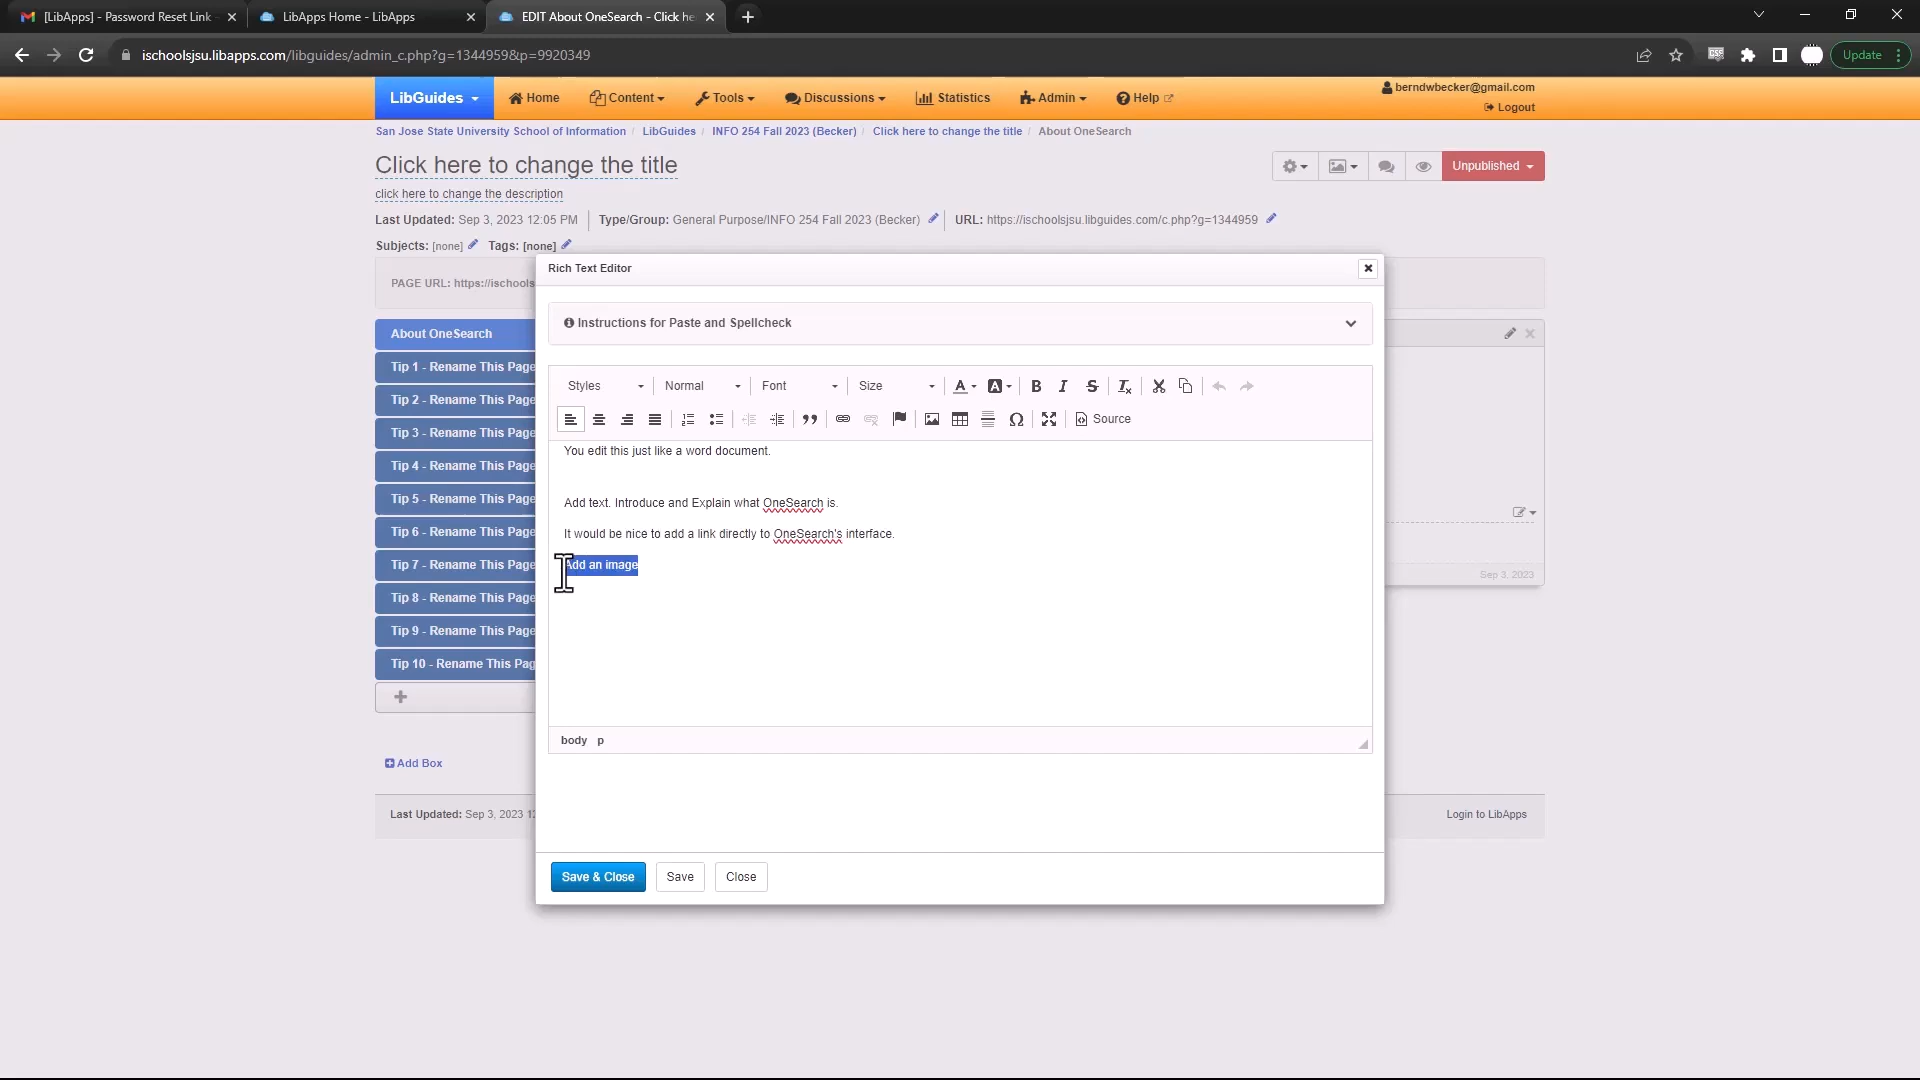 [LibApps] - Password Reset Link
LibApps Home - LibApps
EDIT About OneSearch - Click he
ischoolsjsu.libapps.com/libguides/admin_c.php?g=1344959&p=9920349
Update
LibGuides
Home
Content
Tools
Discussions
Statistics
Admin
Help
berndwbecker@gmail.com
Logout
San Jose State University School of Information / LibGuides / INFO 254 Fall 2023 (Becker) / Click here to change the title / About OneSearch
Click here to change the title
Unpublished
click here to change the description
Last Updated: Sep 3, 2023 12:05 PM
Type/Group: General Purpose/INFO 254 Fall 2023 (Becker)
URL: https://ischoolsjsu.libguides.com/c.php?g=1344959
Subjects: [none] Tags: [none]
PAGE URL: https://ischools
About OneSearch
Tip 1 - Rename This Page
Tip 2 - Rename This Page
Tip 3 - Rename This Page
Tip 4 - Rename This Page
Tip 5 - Rename This Page
Tip 6 - Rename This Page
Tip 7 - Rename This Page
Tip 8 - Rename This Page
Tip 9 - Rename This Page
Tip 10 - Rename This Pag
Add Box
Last Updated: Sep 3, 2023 1
Rich Text Editor
Instructions for Paste and Spellcheck
Styles
Normal
Font
Size
Source
You edit this just like a word document.
Add text. Introduce and Explain what OneSearch is.
It would be nice to add a link directly to OneSearch's interface.
Add an image
body p
Save & Close
Save
Close
Sep 3, 2023
Login to LibApps